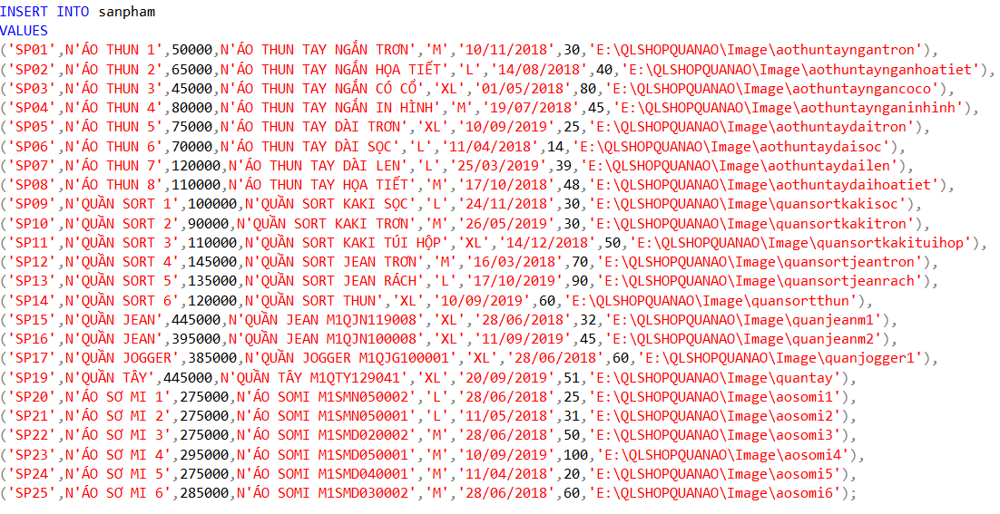 INSERT INTO sanpham
VALUES
('SP01',N'ÁO THUN 1',50000,N'ÁO THUN TAY NGẮN TRƠN','M','10/11/2018',30,'E:\QLSHOPQUANAO\Image\aothuntayngantron'),
('SP02',N'ÁO THUN 2',65000,N'ÁO THUN TAY NGẮN HỌA TIẾT','L','14/08/2018',40,'E:\QLSHOPQUANAO\Image\aothuntaynganhoatiet'),
('SP03',N'ÁO THUN 3',45000,N'ÁO THUN TAY NGẮN CÓ CỔ','XL','01/05/2018',80,'E:\QLSHOPQUANAO\Image\aothuntayngancoco'),
('SP04',N'ÁO THUN 4',80000,N'ÁO THUN TAY NGẮN IN HÌNH','M','19/07/2018',45,'E:\QLSHOPQUANAO\Image\aothuntaynganinhinh'),
('SP05',N'ÁO THUN 5',75000,N'ÁO THUN TAY DÀI TRƠN','XL','10/09/2019',25,'E:\QLSHOPQUANAO\Image\aothuntaydaitron'),
('SP06',N'ÁO THUN 6',70000,N'ÁO THUN TAY DÀI SỌC','L','11/04/2018',14,'E:\QLSHOPQUANAO\Image\aothuntaydaisoc'),
('SP07',N'ÁO THUN 7',120000,N'ÁO THUN TAY DÀI LEN','L','25/03/2019',39,'E:\QLSHOPQUANAO\Image\aothuntaydailen'),
('SP08',N'ÁO THUN 8',110000,N'ÁO THUN TAY HỌA TIẾT','M','17/10/2018',48,'E:\QLSHOPQUANAO\Image\aothuntaydaihoatiet'),
('SP09',N'QUẦN SORT 1',100000,N'QUẦN SORT KAKI SỌC','L','24/11/2018',30,'E:\QLSHOPQUANAO\Image\quansortkakisoc'),
('SP10',N'QUẦN SORT 2',90000,N'QUẦN SORT KAKI TRƠN','M','26/05/2019',30,'E:\QLSHOPQUANAO\Image\quansortkakitron'),
('SP11',N'QUẦN SORT 3',110000,N'QUẦN SORT KAKI TÚI HỘP','XL','14/12/2018',50,'E:\QLSHOPQUANAO\Image\quansortkakituihop'),
('SP12',N'QUẦN SORT 4',145000,N'QUẦN SORT JEAN TRƠN','M','16/03/2018',70,'E:\QLSHOPQUANAO\Image\quansortjeantron'),
('SP13',N'QUẦN SORT 5',135000,N'QUẦN SORT JEAN RÁCH','L','17/10/2019',90,'E:\QLSHOPQUANAO\Image\quansortjeanrach'),
('SP14',N'QUẦN SORT 6',120000,N'QUẦN SORT THUN','XL','10/09/2019',60,'E:\QLSHOPQUANAO\Image\quansortthun'),
('SP15',N'QUẦN JEAN',445000,N'QUẦN JEAN M1QJN119008','XL','28/06/2018',32,'E:\QLSHOPQUANAO\Image\quanjeanm1'),
('SP16',N'QUẦN JEAN',395000,N'QUẦN JEAN M1QJN100008','XL','11/09/2019',45,'E:\QLSHOPQUANAO\Image\quanjeanm2'),
('SP17',N'QUẦN JOGGER',385000,N'QUẦN JOGGER M1QJG100001','XL','28/06/2018',60,'E:\QLSHOPQUANAO\Image\quanjogger1'),
('SP19',N'QUẦN TÂY',445000,N'QUẦN TÂY M1QTY129041','XL','20/09/2019',51,'E:\QLSHOPQUANAO\Image\quantay'),
('SP20',N'ÁO SƠ MI 1',275000,N'ÁO SOMI M1SMN050002','L','28/06/2018',25,'E:\QLSHOPQUANAO\Image\aosomi1'),
('SP21',N'ÁO SƠ MI 2',275000,N'ÁO SOMI M1SMN050001','L','11/05/2018',31,'E:\QLSHOPQUANAO\Image\aosomi2'),
('SP22',N'ÁO SƠ MI 3',275000,N'ÁO SOMI M1SMD020002','M','28/06/2018',50,'E:\QLSHOPQUANAO\Image\aosomi3'),
('SP23',N'ÁO SƠ MI 4',295000,N'ÁO SOMI M1SMD050001','M','10/09/2019',100,'E:\QLSHOPQUANAO\Image\aosomi4'),
('SP24',N'ÁO SƠ MI 5',275000,N'ÁO SOMI M1SMD040001','M','11/04/2018',20,'E:\QLSHOPQUANAO\Image\aosomi5'),
('SP25',N'ÁO SƠ MI 6',285000,N'ÁO SOMI M1SMD030002','M','28/06/2018',60,'E:\QLSHOPQUANAO\Image\aosomi6');